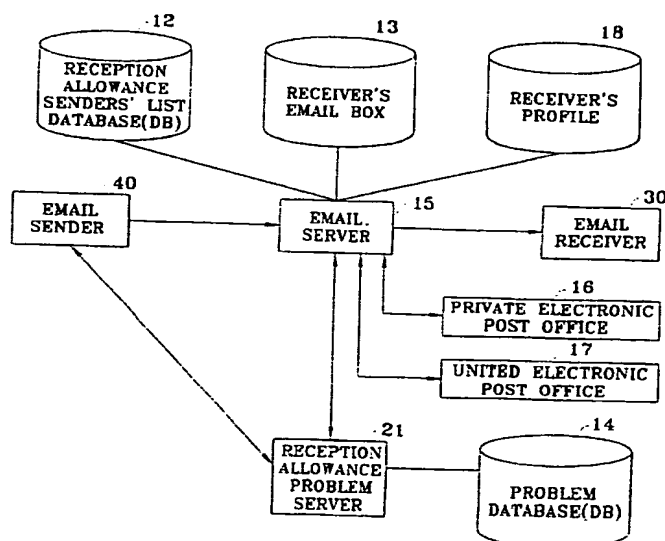 12
13
18
RECEPTION
ALLOWANCE
SENDERS' LIST
DATABASE(DB)
RECEIVER'S
EMAIL BOX
RECEIVER'S
PROFILE
40
EMAIL
SENDER
15
EMAIL.
SERVER
30
EMAIL
RECEIVER
16
PRIVATE ELECTRONIC
POST OFFICE
17
UNITED ELECTRONIC
POST OFFICE
21
RECEPTION
ALLOWANCE
PROBLEM
SERVER
14
PROBLEM
DATABASE(DB)